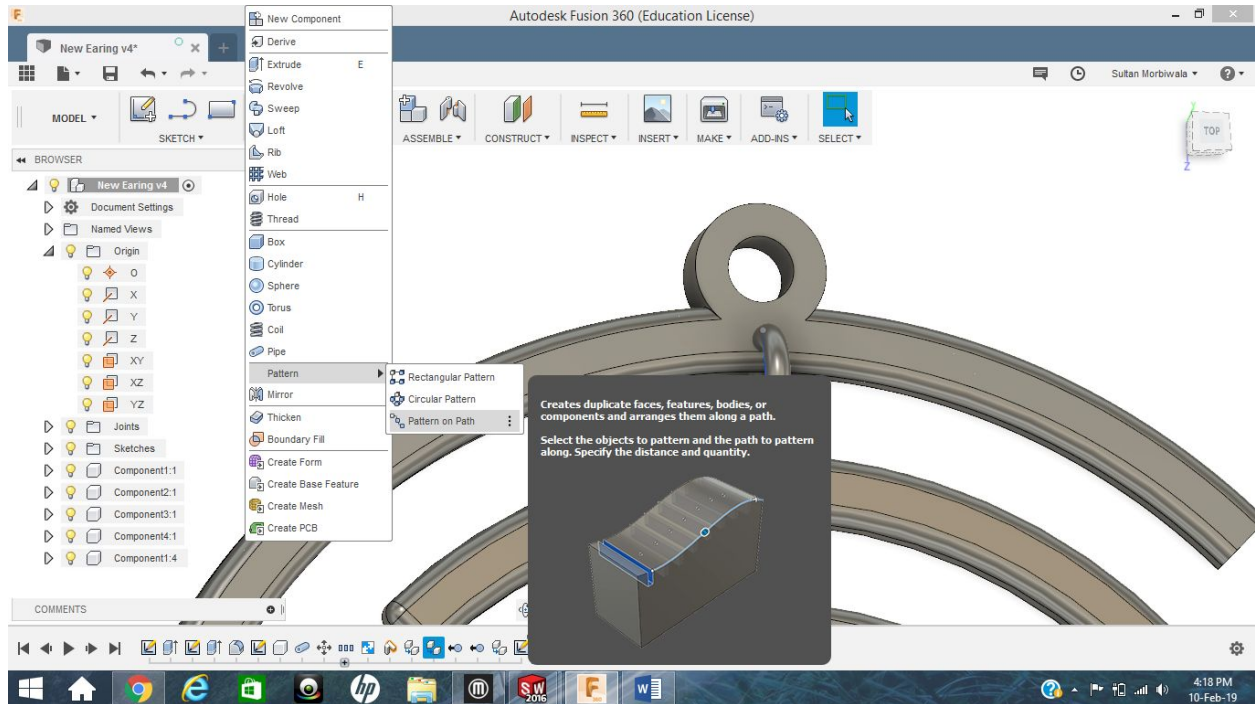 Autodesk Fusion 360 (Education License)
New Earing v4*
Sultan Morbiwala
MODEL
SKETCH
ASSEMBLE
CONSTRUCT
INSPECT
INSERT
MAKE
ADD-INS
SELECT
TOP
Y
Z
BROWSER
New Earing v4
Document Settings
Named Views
Origin
O
X
Y
Z
XY
XZ
YZ
Joints
Sketches
Component1:1
Component2:1
Component3:1
Component4:1
Component1:4
COMMENTS
New Component
Derive
Extrude E
Revolve
Sweep
Loft
Rib
Web
Hole H
Thread
Box
Cylinder
Sphere
Torus
Coil
Pipe
Pattern
Mirror
Thicken
Boundary Fill
Create Form
Create Base Feature
Create Mesh
Create PCB
Rectangular Pattern
Circular Pattern
Pattern on Path
Creates duplicate faces, features, bodies, or
components and arranges them along a path.
Select the objects to pattern and the path to pattern
along. Specify the distance and quantity.
hp
SW
2016
F
W
4:18 PM
10-Feb-19